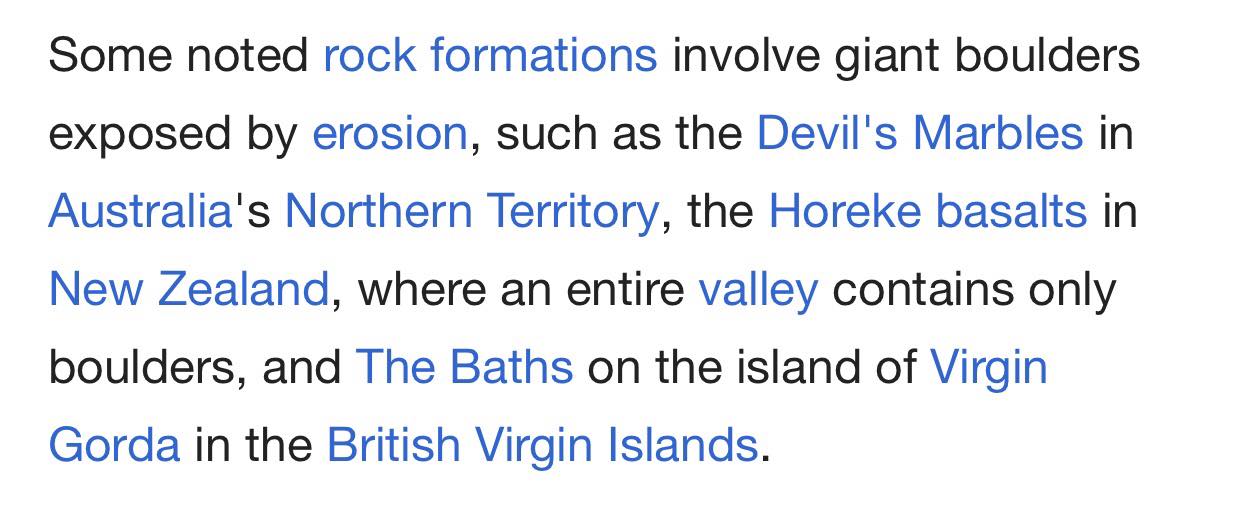 Some noted rock formations involve giant boulders
exposed by erosion, such as the Devil's Marbles in
Australia's Northern Territory, the Horeke basalts in
New Zealand, where an entire valley contains only
boulders, and The Baths on the island of Virgin
Gorda in the British Virgin Islands.